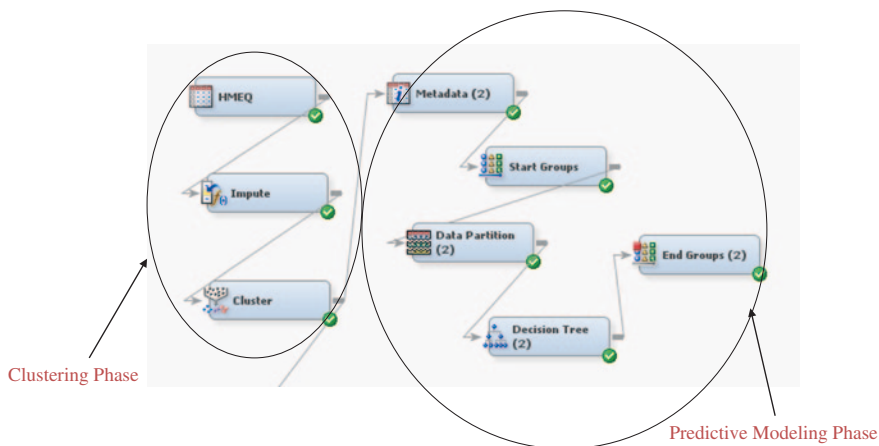 HMEQ
Impute
Cluster
Clustering Phase
Metadata (2)
Start Groups
Data Partition
(2)
Decision Tree
(2)
End Groups (2)
Predictive Modeling Phase